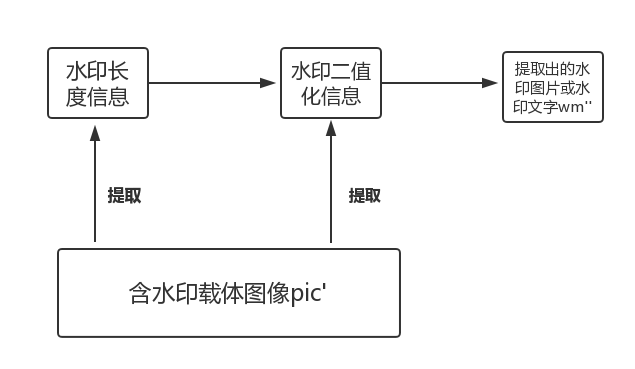 水印长
度信息
水印二值
化信息
提取出的水
印图片或水
印文字wm''
提取
提取
含水印载体图像pic'